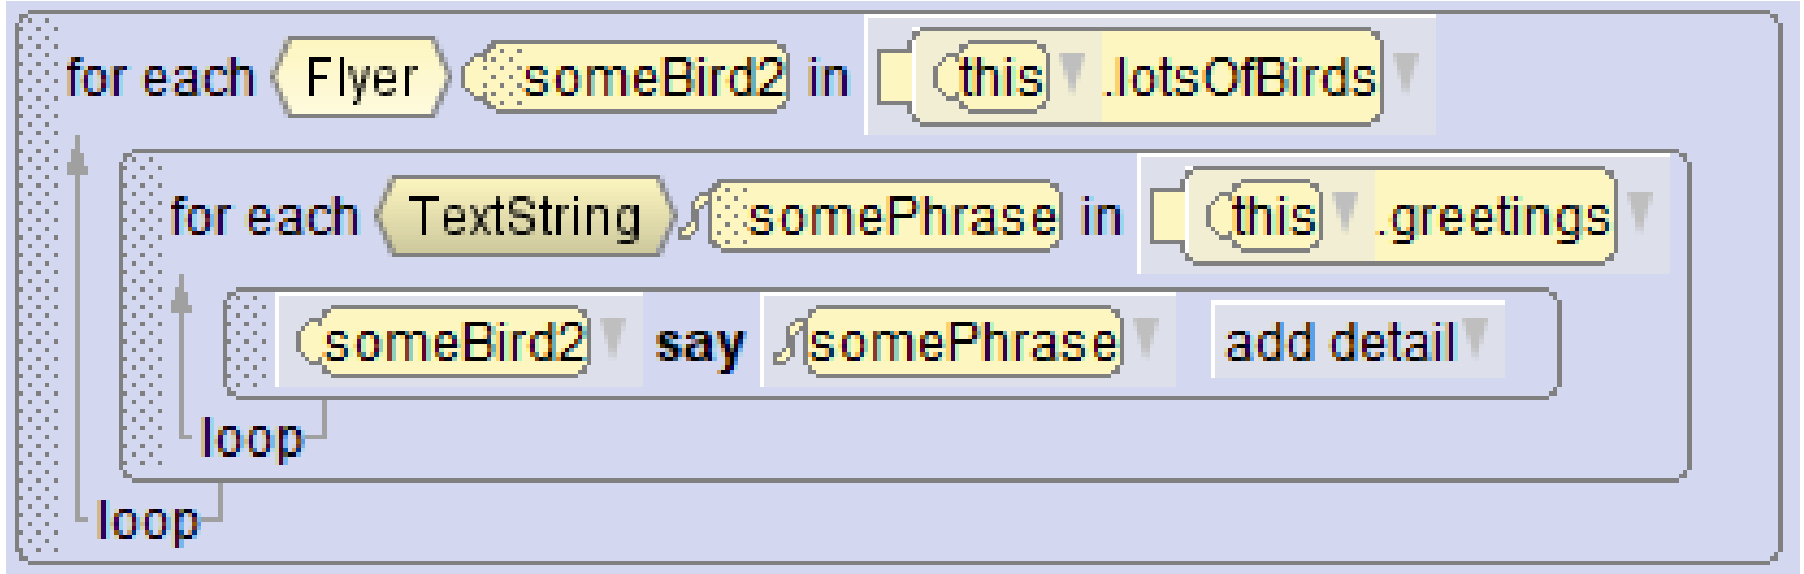 for each Flyer someBird2 in this .lotsOfBirds
for each TextString somePhrase in this .greetings
someBird2 say somePhrase add detail
loop
loop